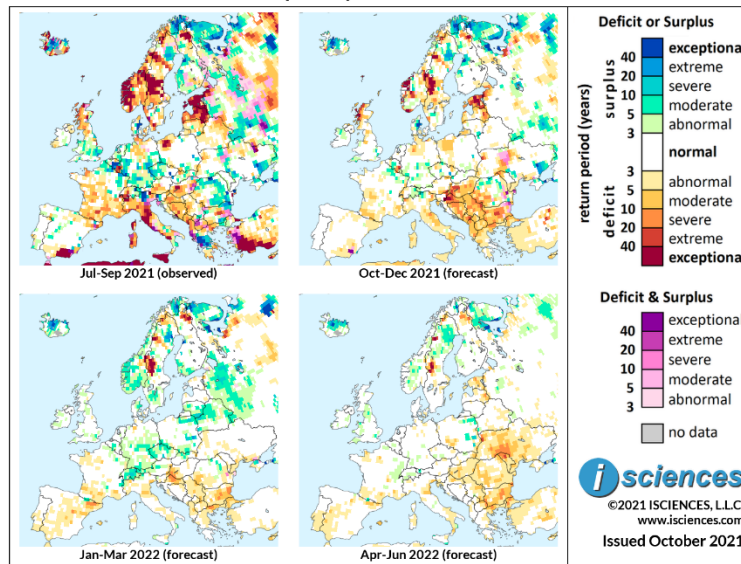 Jul-Sep 2021 (observed)
Oct-Dec 2021 (forecast)
Jan-Mar 2022 (forecast)
Apr-Jun 2022 (forecast)
Deficit or Surplus
return period (years)
surplus
deficit
40
20
10
5
3
3
5
10
20
40
exceptiona
extreme
severe
moderate
abnormal
normal
abnormal
moderate
severe
extreme
exceptiona
Deficit & Surplus
40
20
10
5
3
exceptional
extreme
severe
moderate
abnormal
no data
i sciences
©2021 ISCIENCES, L.L.C
www.isciences.com
Issued October 2021